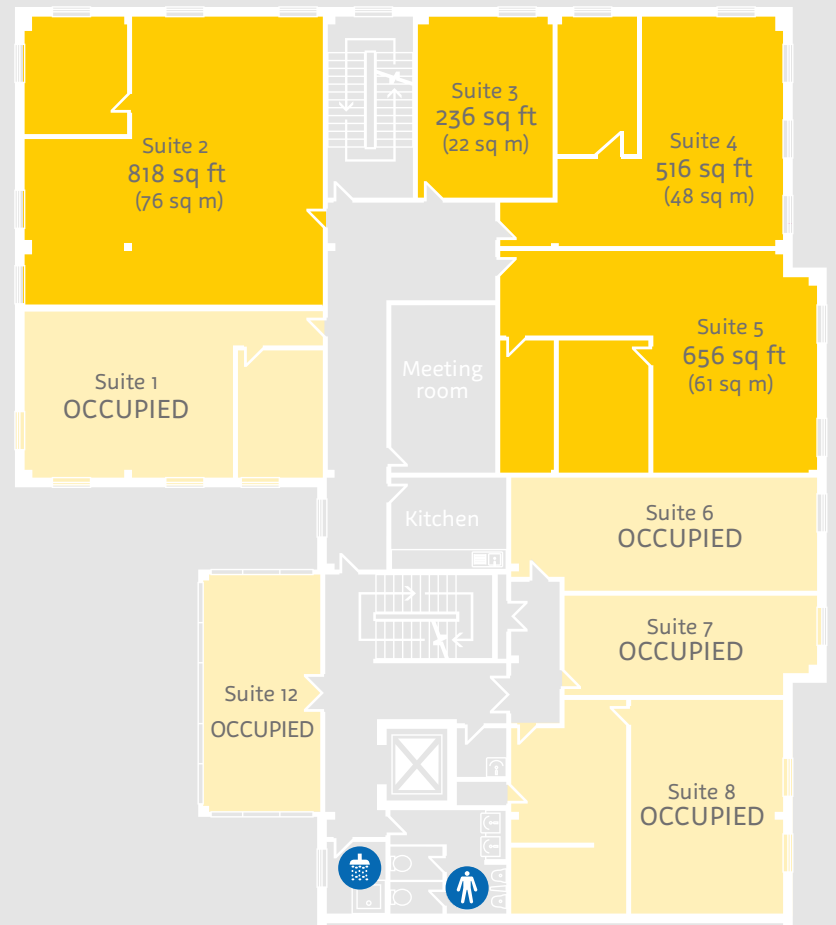 Suite 2
818 sq ft
(76 sq m)
Suite 3
236 sq ft
(22 sq m)
Suite 4
516 sq ft
(48 sq m)
Suite 5
656 sq ft
(61 sq m)
Suite 1
OCCUPIED
Meeting
room
Kitchen
Suite 6
OCCUPIED
Suite 7
OCCUPIED
Suite 12
OCCUPIED
Suite 8
OCCUPIED